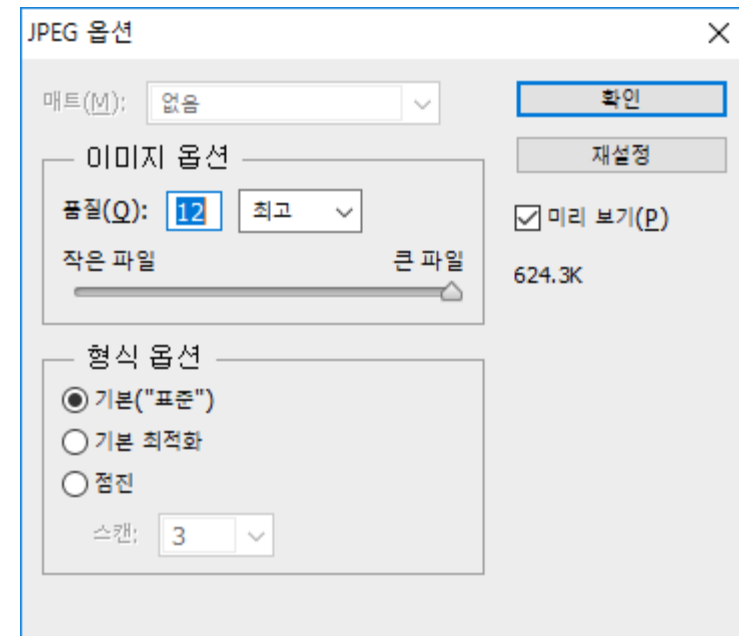 JPEG 옵션
매트(M): 없음
확인
이미지 옵션
재설정
품질(Q): 12 최고
미리 보기(P)
작은 파일 큰 파일
624.3K
형식 옵션
기본("표준")
기본 최적화
점진
스캔: 3